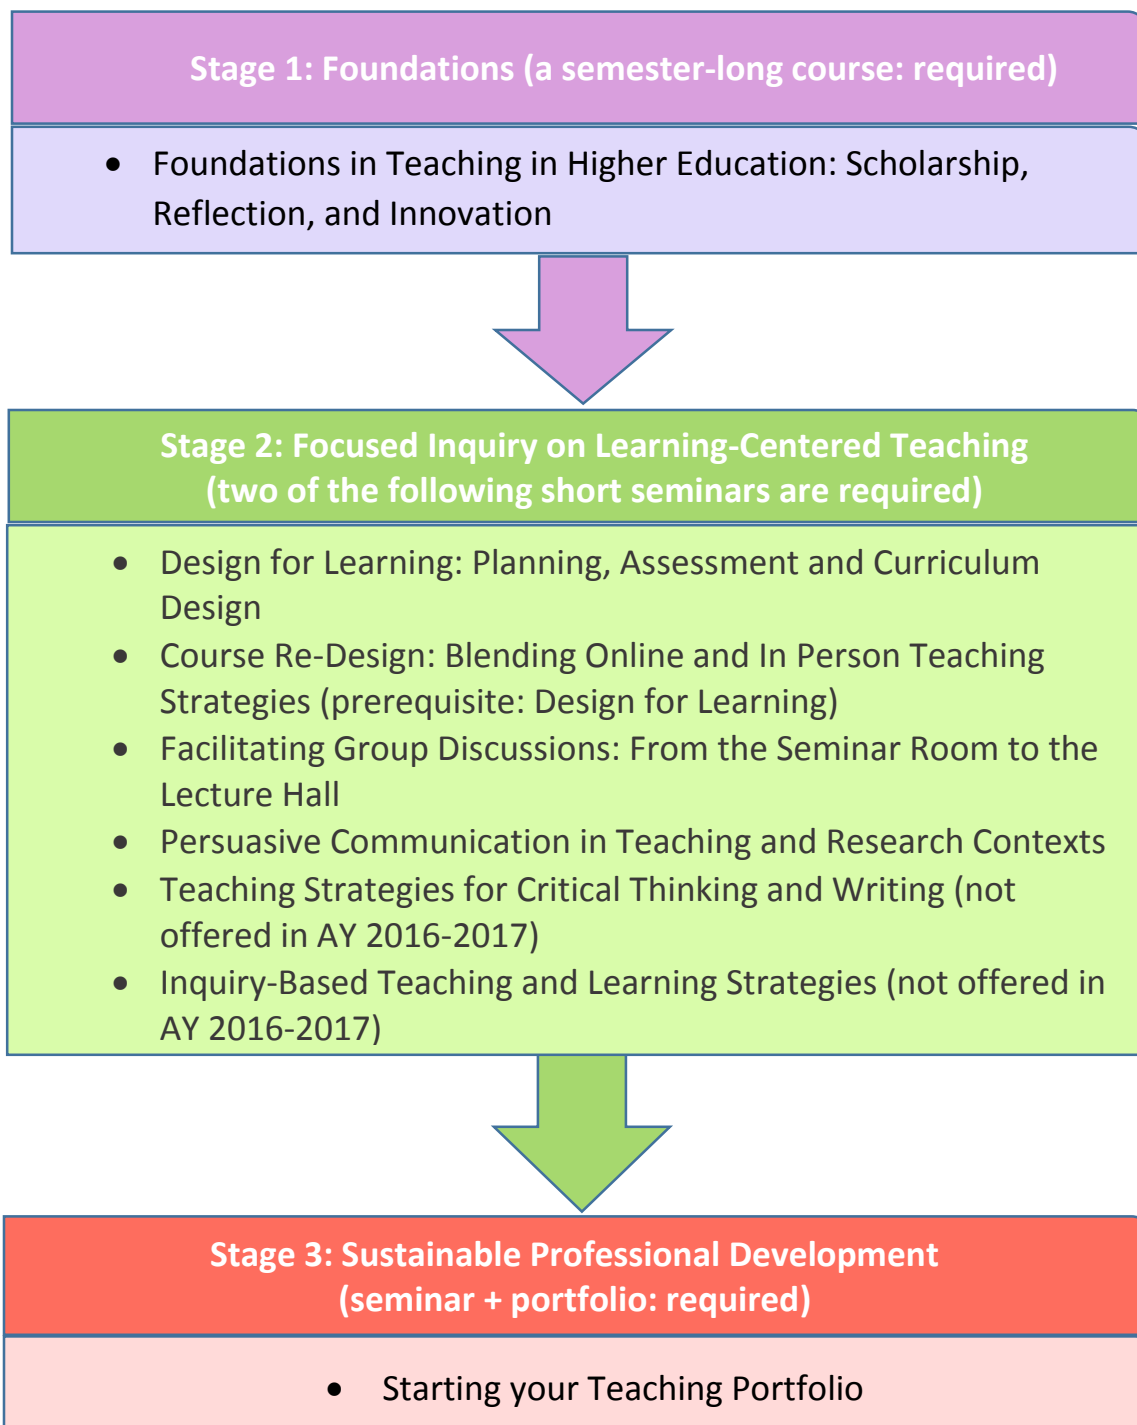 Stage 1: Foundations (a semester-long course: required)
• Foundations in Teaching in Higher Education: Scholarship,
Reflection, and Innovation
Stage 2: Focused Inquiry on Learning-Centered Teaching
(two of the following short seminars are required)
• Design for Learning: Planning, Assessment and Curriculum
Design
• Course Re-Design: Blending Online and In Person Teaching
Strategies (prerequisite: Design for Learning)
• Facilitating Group Discussions: From the Seminar Room to the
Lecture Hall
• Persuasive Communication in Teaching and Research Contexts
• Teaching Strategies for Critical Thinking and Writing (not
offered in AY 2016-2017)
• Inquiry-Based Teaching and Learning Strategies (not offered in
AY 2016-2017)
Stage 3: Sustainable Professional Development
(seminar + portfolio: required)
• Starting your Teaching Portfolio